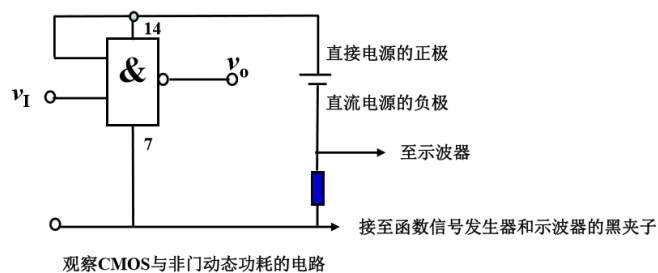 14
直接电源的正极
&
vo
vI
直流电源的负极
7
至示波器
接至函数信号发生器和示波器的黑夹子
观察CMOS与非门动态功耗的电路